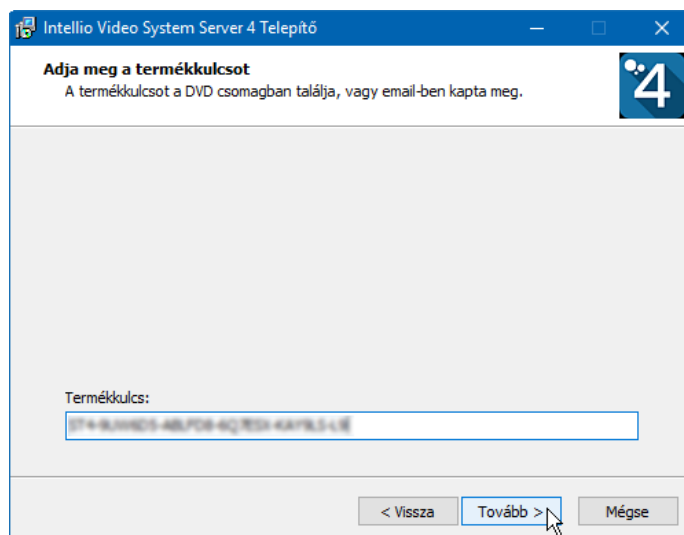 Intellio Video System Server 4 Telepítő
Adja meg a termékkulcsot
A termékkulcsot a DVD csomagban találja, vagy email-ben kapta meg.
4
Termékkulcs:
< Vissza
Tovább >
Mégse